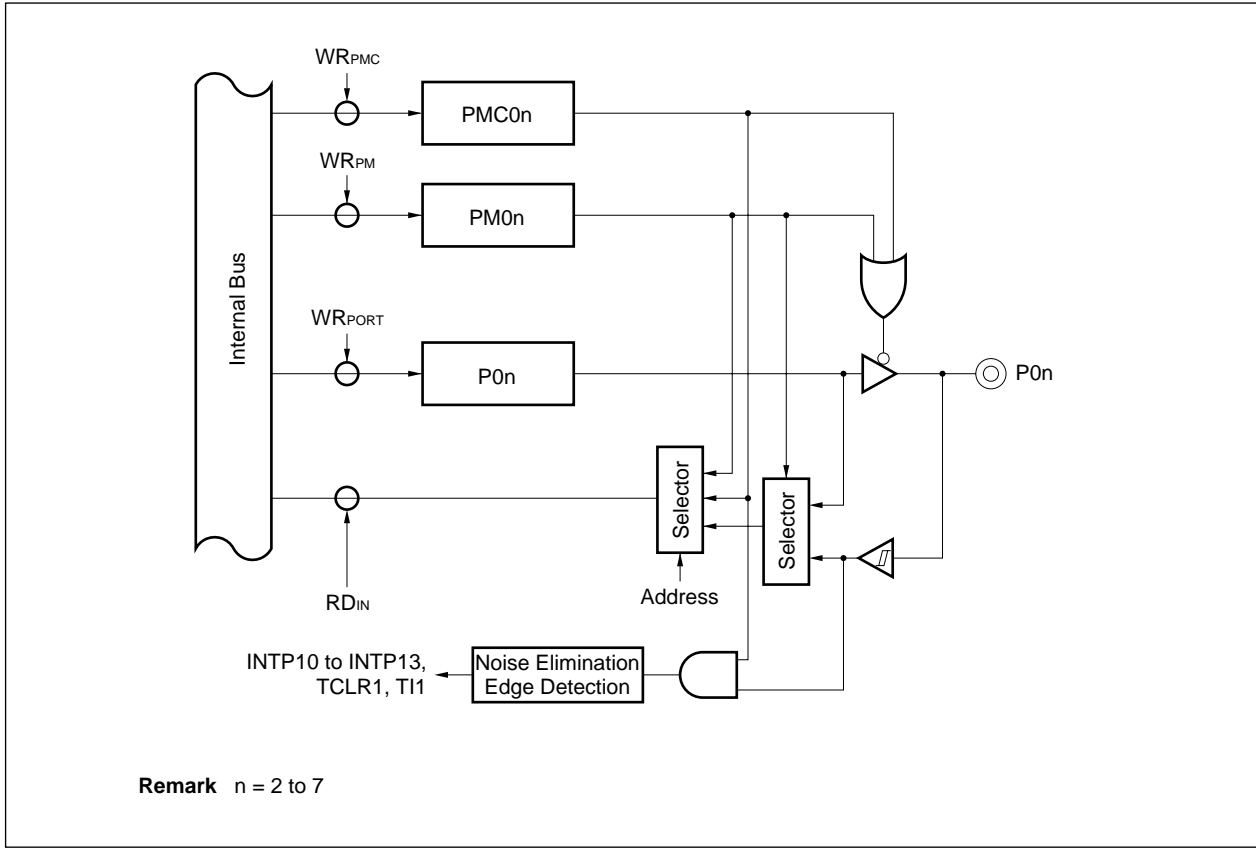 WRPMC
PMC0n
WRPM
PM0n
Internal Bus
WRPORT
P0n
P0n
Selector
Selector
RDIN
Address
INTP10 to INTP13,
TCLR1, TI1
Noise Elimination
Edge Detection
Remark n = 2 to 7